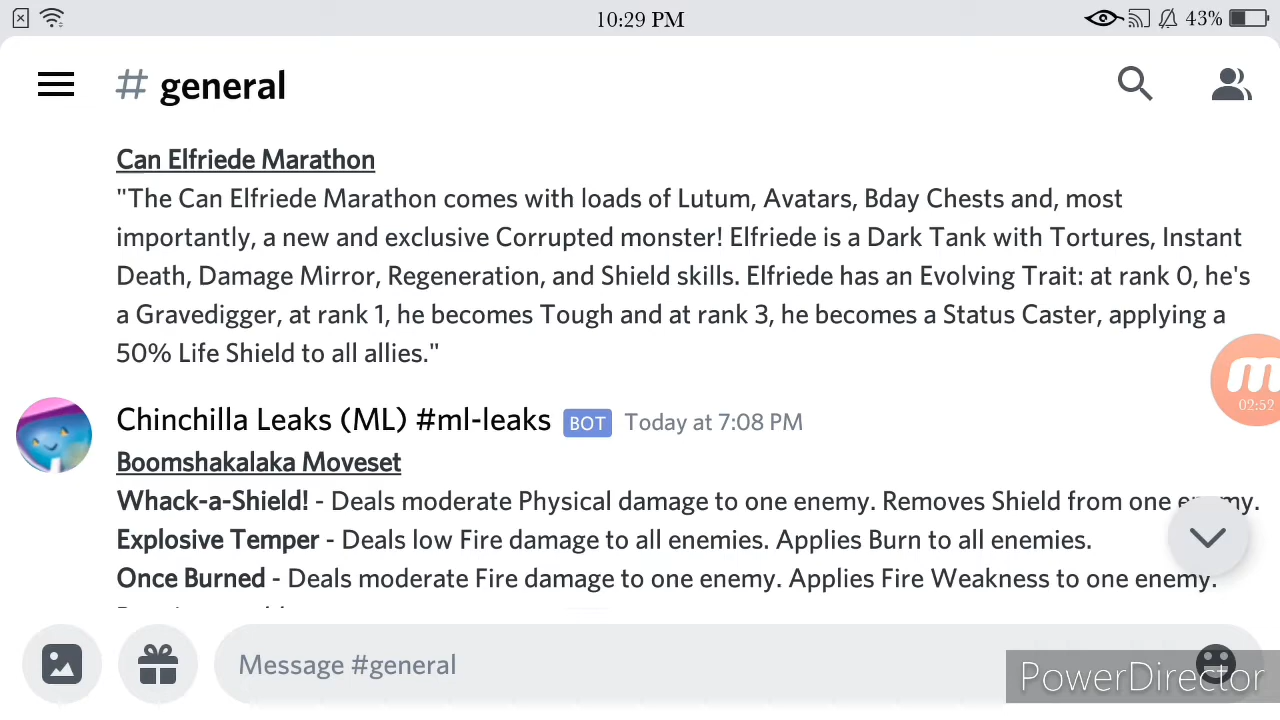 10:29 PM
43%
# general
Can Elfriede Marathon
"The Can Elfriede Marathon comes with loads of Lutum, Avatars, Bday Chests and, most
importantly, a new and exclusive Corrupted monster! Elfriede is a Dark Tank with Tortures, Instant
Death, Damage Mirror, Regeneration, and Shield skills. Elfriede has an Evolving Trait: at rank 0, he's
a Gravedigger, at rank 1, he becomes Tough and at rank 3, he becomes a Status Caster, applying a
50% Life Shield to all allies."
02:52
Chinchilla Leaks (ML) #ml-leaks BOT Today at 7:08 PM
Boomshakalaka Moveset
Whack-a-Shield! - Deals moderate Physical damage to one enemy. Removes Shield from one enemy.
Explosive Temper - Deals low Fire damage to all enemies. Applies Burn to all enemies.
Once Burned - Deals moderate Fire damage to one enemy. Applies Fire Weakness to one enemy.
Message #general
PowerDirector